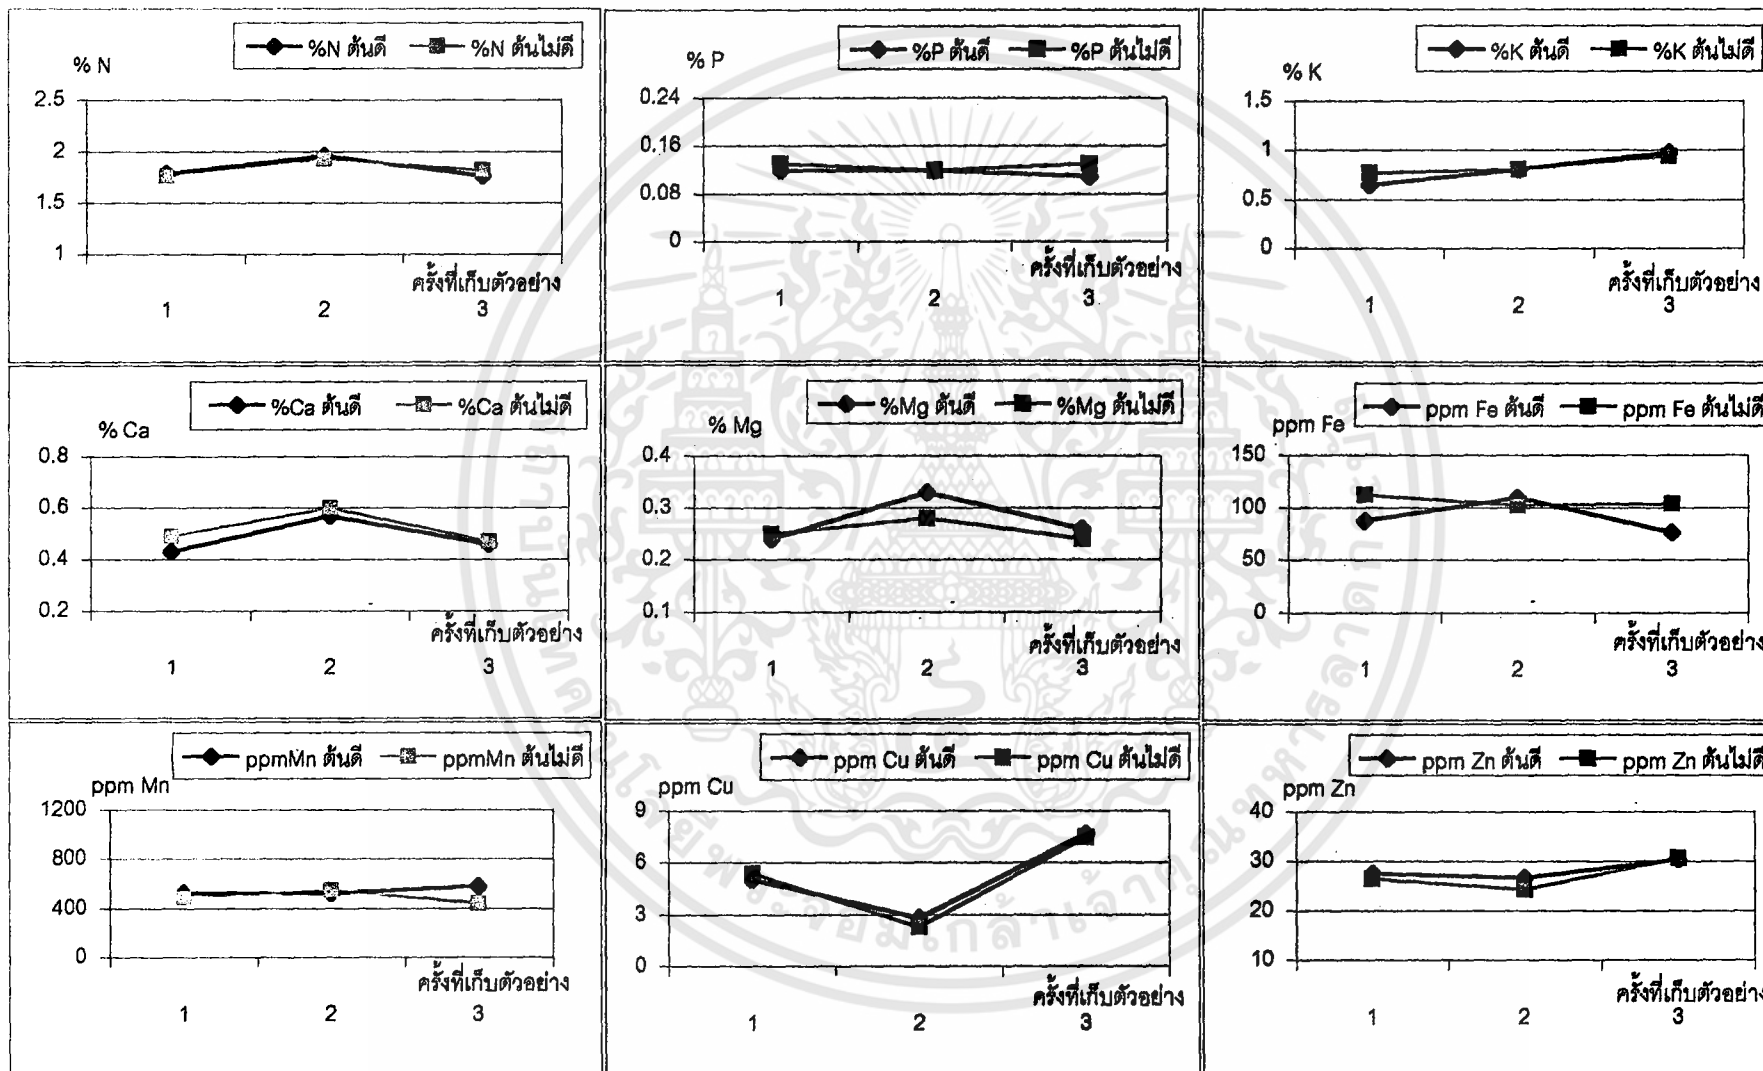 %N ต้นดี %N ต้นไม่ดี
% N
2.5
2
1.5
1
ครั้งที่เก็บตัวอย่าง
1 2 3
%P ต้นดี %P ต้นไม่ดี
% P
0.24
0.16
0.08
0
ครั้งที่เก็บตัวอย่าง
1 2 3
%K ต้นดี %K ต้นไม่ดี
% K
1.5
1
0.5
0
ครั้งที่เก็บตัวอย่าง
1 2 3
%Ca ต้นดี %Ca ต้นไม่ดี
% Ca
0.8
0.6
0.4
0.2
ครั้งที่เก็บตัวอย่าง
1 2 3
%Mg ต้นดี %Mg ต้นไม่ดี
% Mg
0.4
0.3
0.2
0.1
ครั้งที่เก็บตัวอย่าง
1 2 3
ppm Fe ต้นดี ppm Fe ต้นไม่ดี
ppm Fe
150
100
50
0
ครั้งที่เก็บตัวอย่าง
1 2 3
ppmMn ต้นดี ppmMn ต้นไม่ดี
ppm Mn
1200
800
400
0
ครั้งที่เก็บตัวอย่าง
1 2 3
ppm Cu ต้นดี ppm Cu ต้นไม่ดี
ppm Cu
9
6
3
0
ครั้งที่เก็บตัวอย่าง
1 2 3
ppm Zn ต้นดี ppm Zn ต้นไม่ดี
ppm Zn
40
30
20
10
ครั้งที่เก็บตัวอย่าง
1 2 3